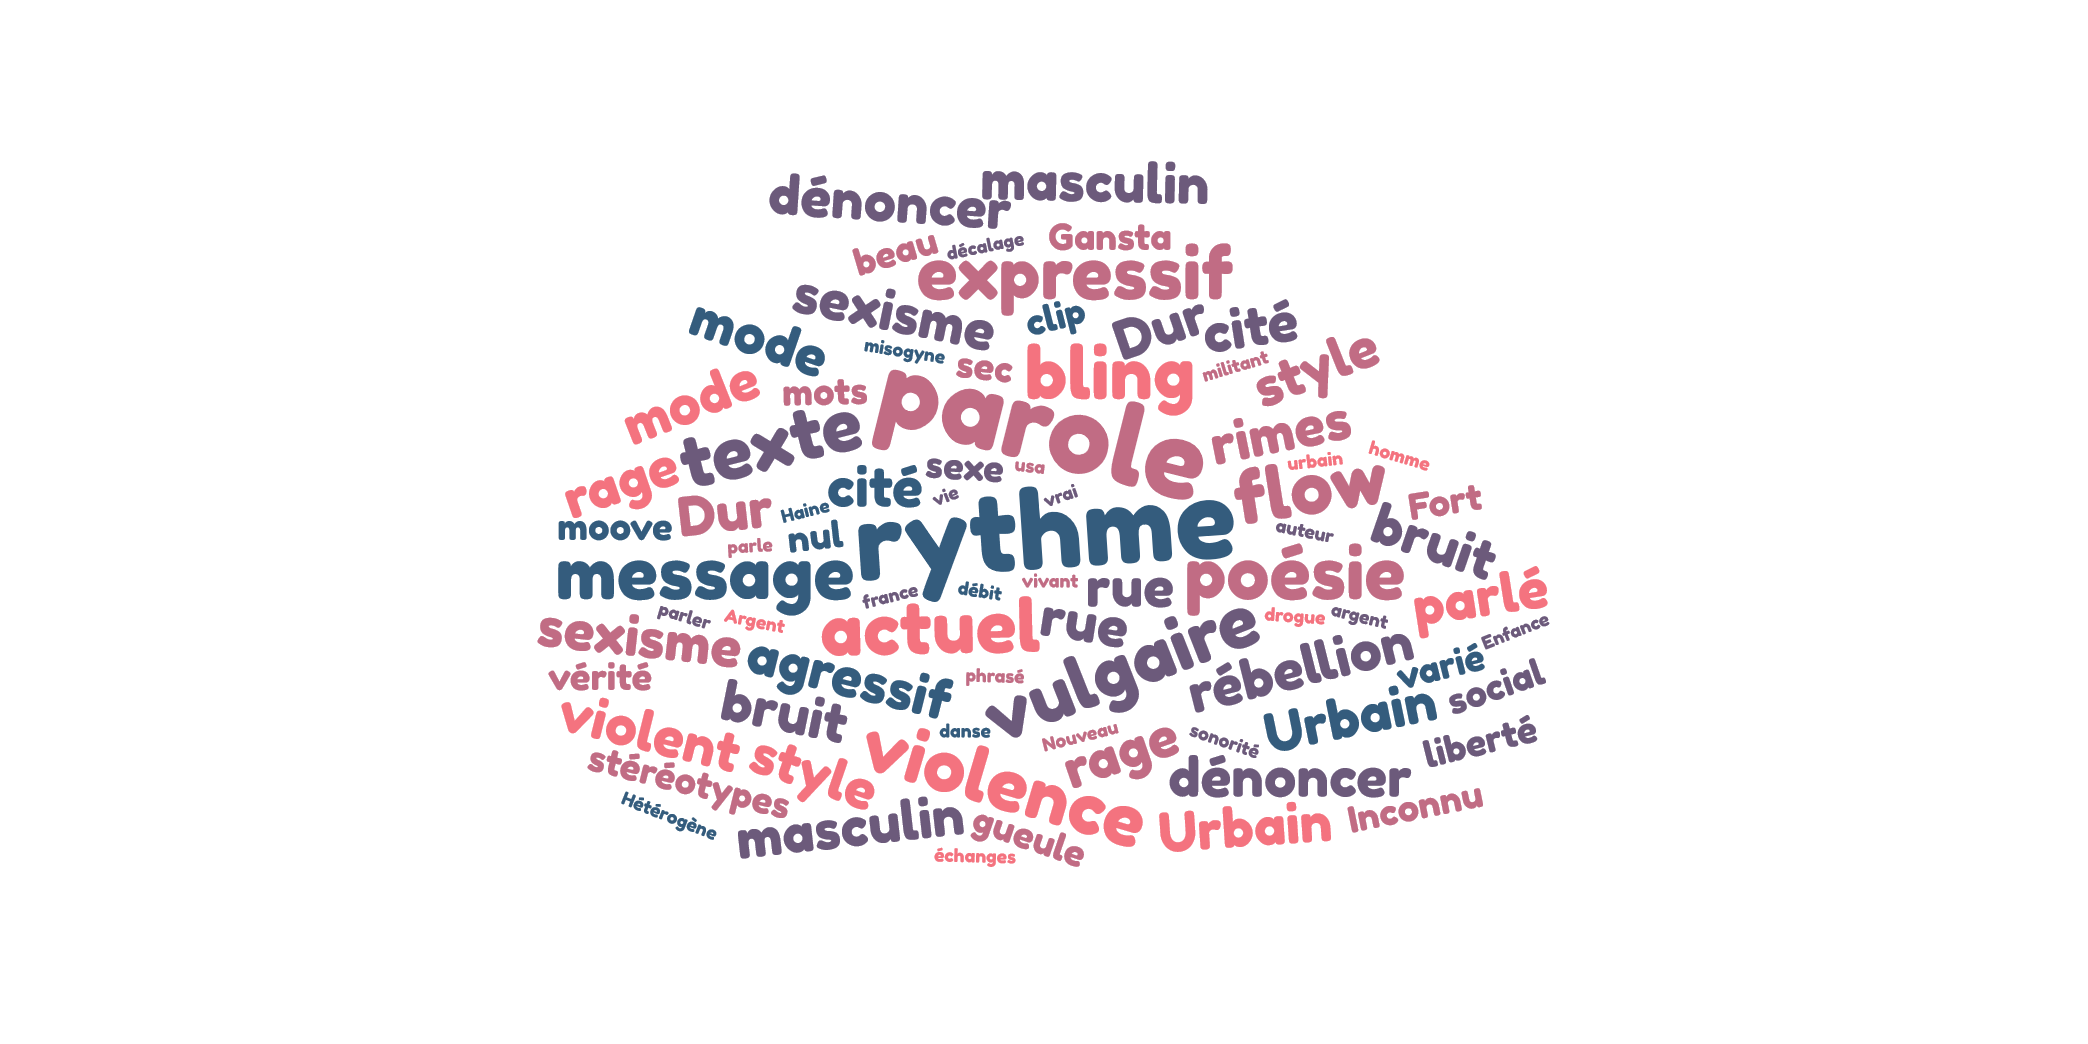 masculin
dénoncer
Gansta
beau
décalage
expressif
sexisme
clip
Dur
cité
mode
misogyne
sec
bling
militant
style
mode
mots
parole
texte
rimes
homme
urbain
rage
cité
sexe
usa
flow
vie
vrai
Fort
Dur
Haine
moove
nul
rythme
auteur
bruit
parle
message
france
débit
vivant
rue
poésie
parlé
parler
Argent
actuel
rue
vulgaire
drogue
argent
Enfance
sexisme
agressif
rébellion
varié
vérité
phrasé
social
bruit
Urbain
violent
style
danse
Nouveau
sonorité
liberté
violence
rage
dénoncer
stéréotypes
Hétérogène
masculin
gueule
Urbain
Inconnu
échanges